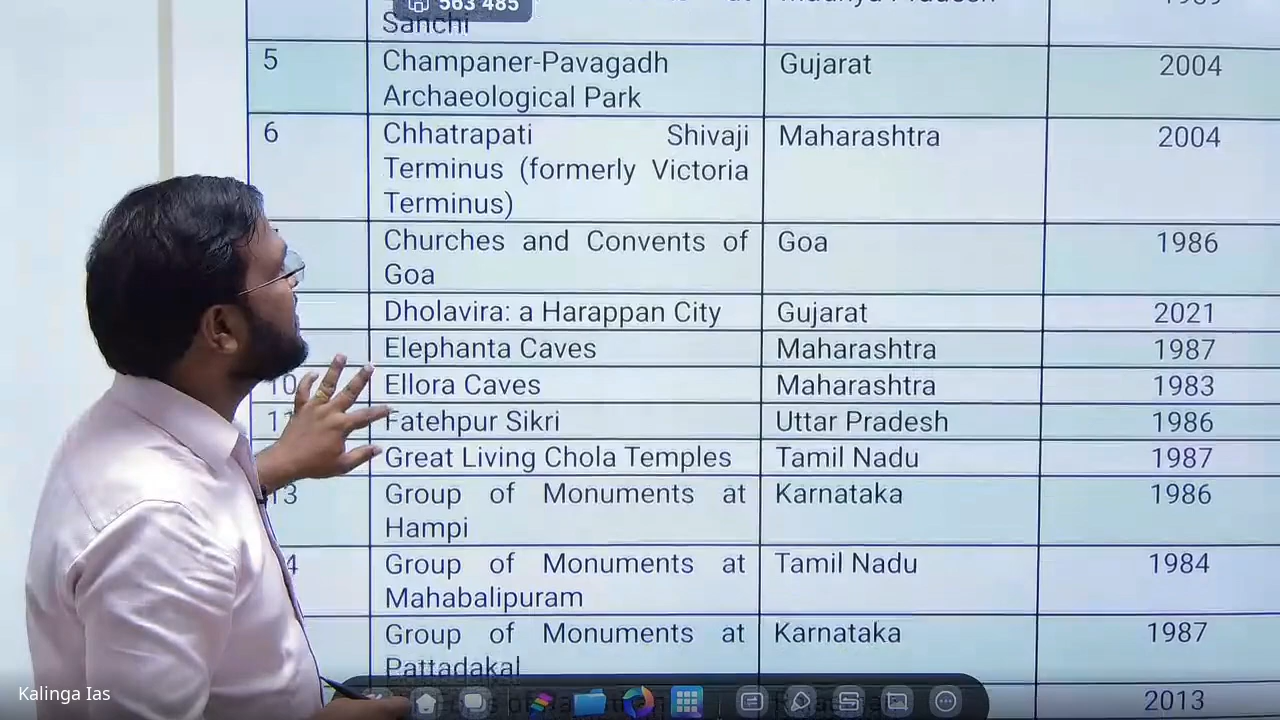 563 485
Sanchi
5 Champaner-Pavagadh Gujarat 2004
Archaeological Park
6 Chhatrapati Shivaji Maharashtra 2004
Terminus (formerly Victoria
Terminus)
Churches and Convents of Goa 1986
Goa
Dholavira: a Harappan City Gujarat 2021
Elephanta Caves Maharashtra 1987
10 Ellora Caves Maharashtra 1983
11 Fatehpur Sikri Uttar Pradesh 1986
Great Living Chola Temples Tamil Nadu 1987
13 Group of Monuments at Karnataka 1986
Hampi
4 Group of Monuments at Tamil Nadu 1984
Mahabalipuram
Group of Monuments at Karnataka 1987
Pattadakal
2013
Kalinga Ias